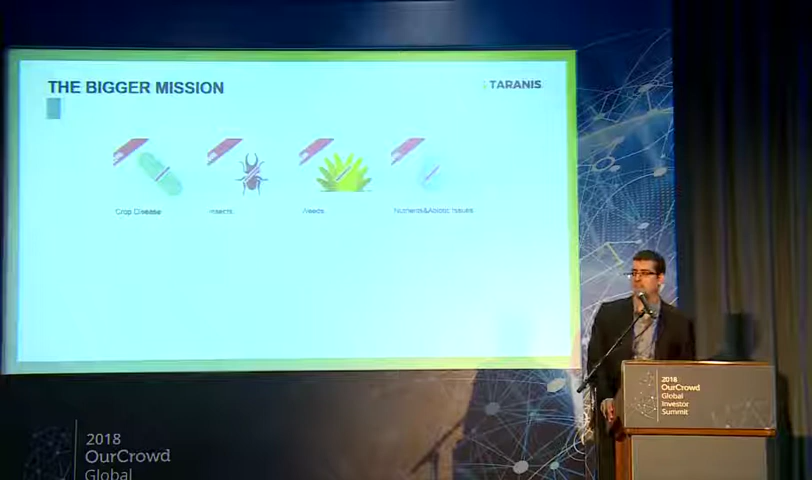 THE BIGGER MISSION
TARANIS
Crop Disease
Insects
Weeds
Nutrients&Abiotic Issues
2018
OurCrowd
Global
Investor
Summit
2018
OurCrowd
Global